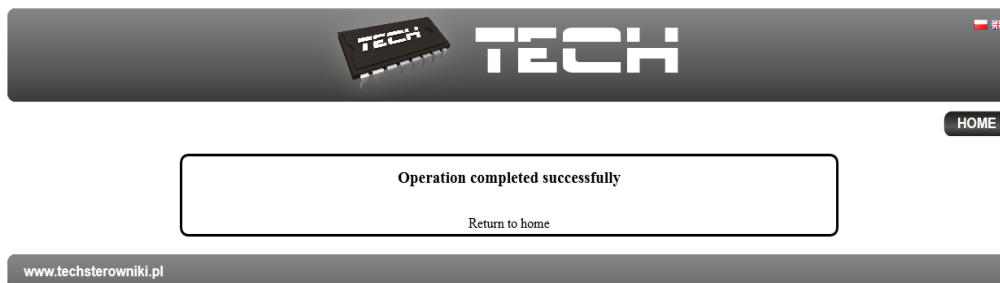 TECH
TECH
HOME
Operation completed successfully
Return to home
www.techsterowniki.pl